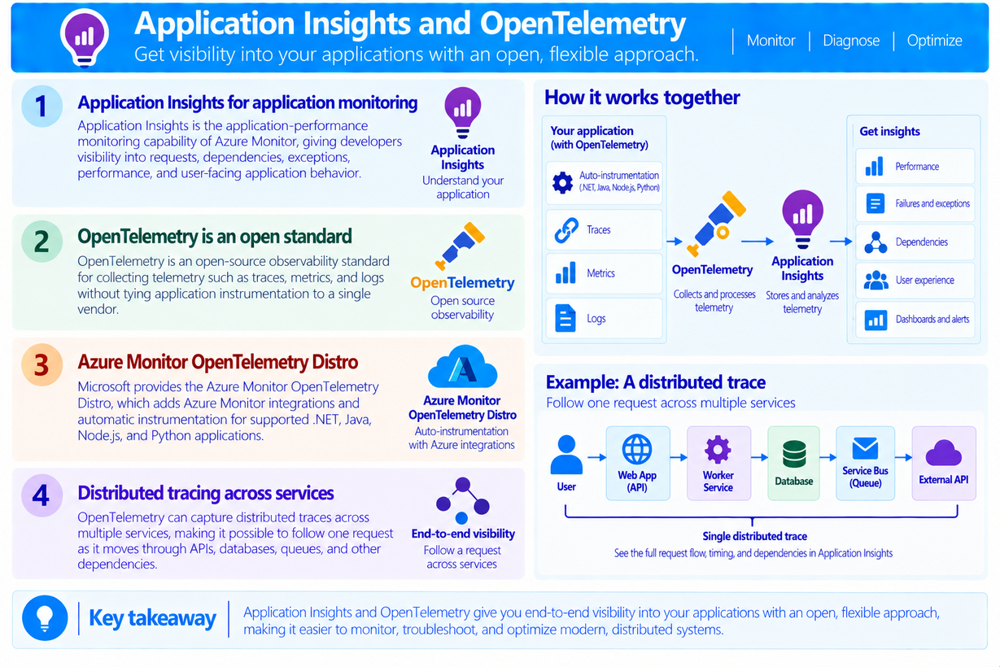 Application Insights and OpenTelemetry
Get visibility into your applications with an open, flexible approach.
Monitor
Diagnose
Optimize
1
Application Insights for application monitoring
Application Insights is the application-performance
monitoring capability of Azure Monitor, giving developers
visibility into requests, dependencies, exceptions,
performance, and user-facing application behavior.
Application
Insights
Understand your
application
2
OpenTelemetry is an open standard
OpenTelemetry is an open-source observability standard
for collecting telemetry such as traces, metrics, and logs
without tying application instrumentation to a single
vendor.
OpenTelemetry
Open source
observability
3
Azure Monitor OpenTelemetry Distro
Microsoft provides the Azure Monitor OpenTelemetry
Distro, which adds Azure Monitor integrations and
automatic instrumentation for supported .NET, Java,
Node.js, and Python applications.
Azure Monitor
OpenTelemetry Distro
Auto-instrumentation
with Azure integrations
4
Distributed tracing across services
OpenTelemetry can capture distributed traces across
multiple services, making it possible to follow one request
as it moves through APIs, databases, queues, and other
dependencies.
End-to-end visibility
Follow a request
across services
How it works together
Your application
(with OpenTelemetry)
Auto-instrumentation
(.NET, Java, Node.js, Python)
Traces
Metrics
Logs
OpenTelemetry
Collects and processes
telemetry
Application
Insights
Stores and analyzes
telemetry
Get insights
Performance
Failures and exceptions
Dependencies
User experience
Dashboards and alerts
Example: A distributed trace
Follow one request across multiple services
User
Web App
(API)
Worker
Service
Database
Service Bus
(Queue)
External API
Single distributed trace
See the full request flow, timing, and dependencies in Application Insights
Key takeaway
Application Insights and OpenTelemetry give you end-to-end visibility into your applications with an open, flexible approach,
making it easier to monitor, troubleshoot, and optimize modern, distributed systems.